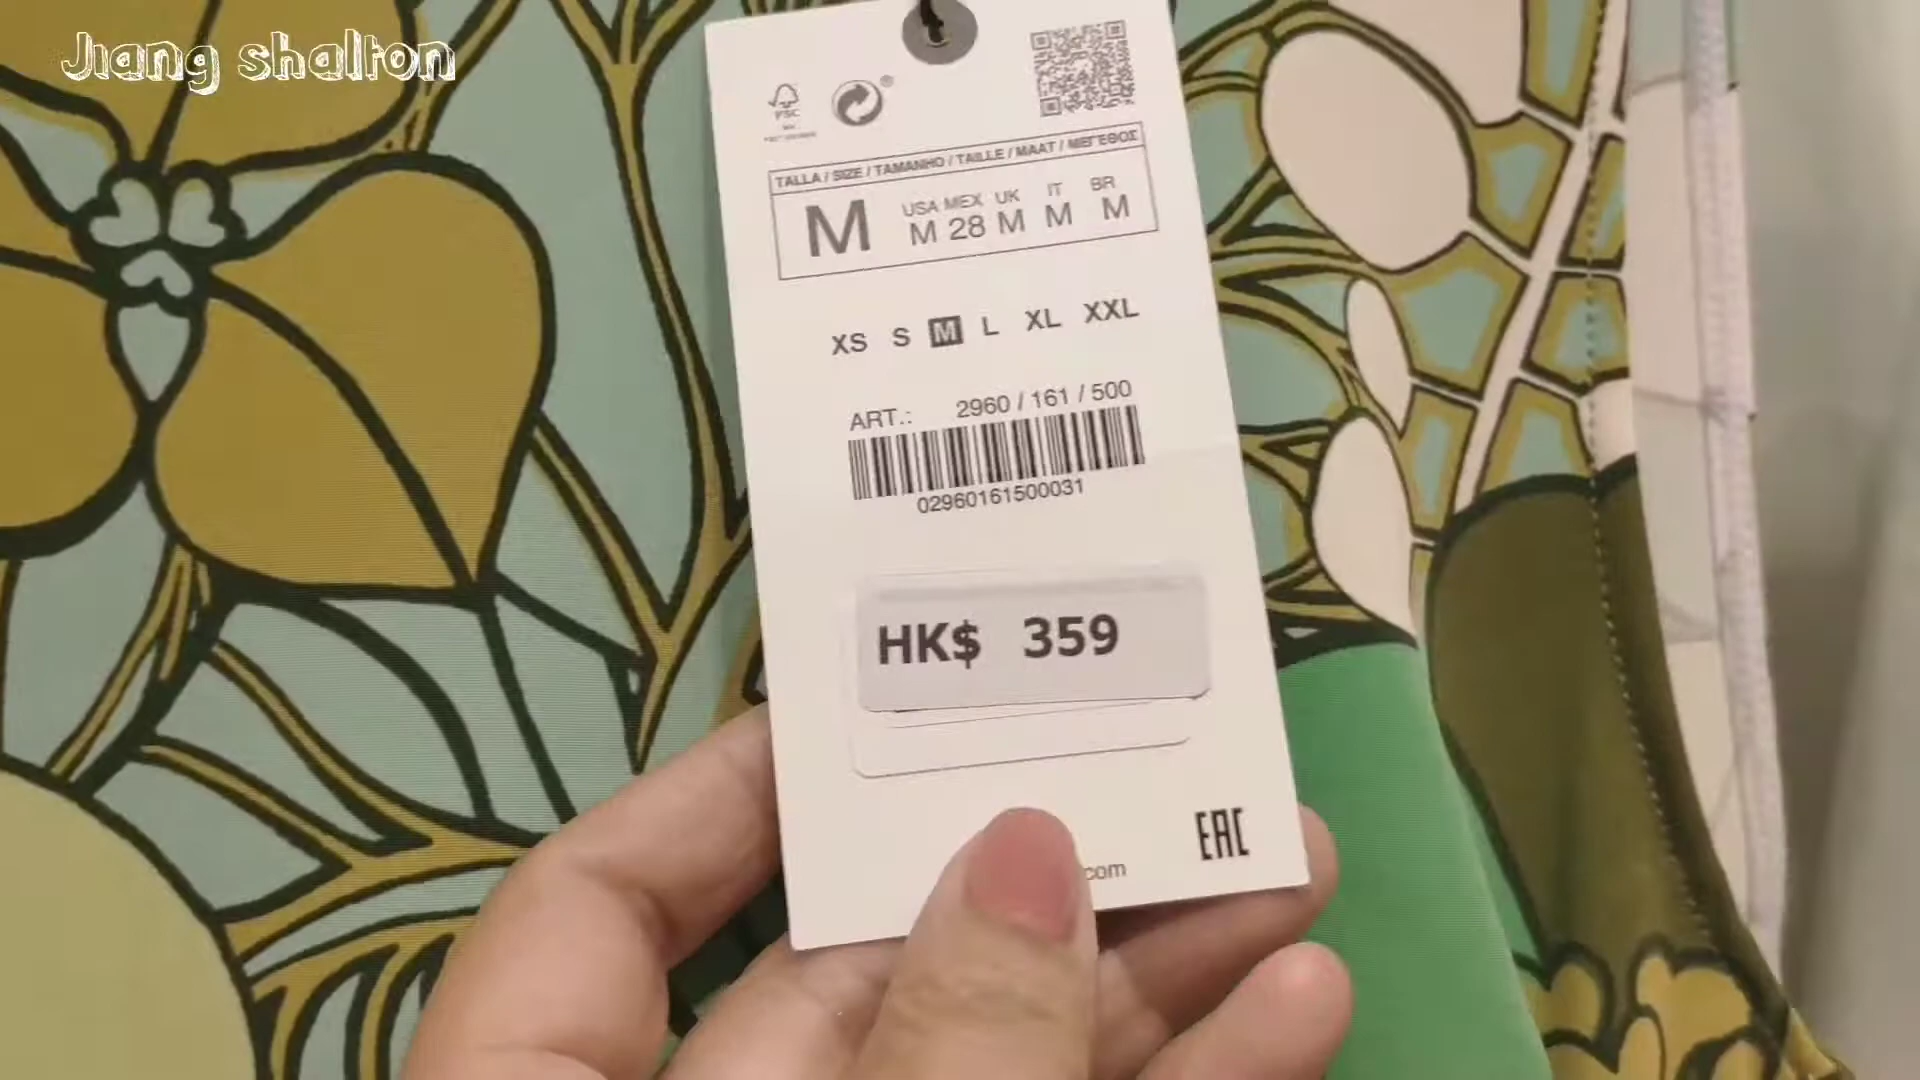 Jiang shalton
FSC
TALLA / SIZE / TAMANHO / TAILLE / MAAT / ΜΕΓΕΘΟΣ
M
USA MEX UK IT BR
M 28 M M M
XS S M L XL XXL
ART.: 2960 / 161 / 500
02960161500031
HK$ 359
EAC
com